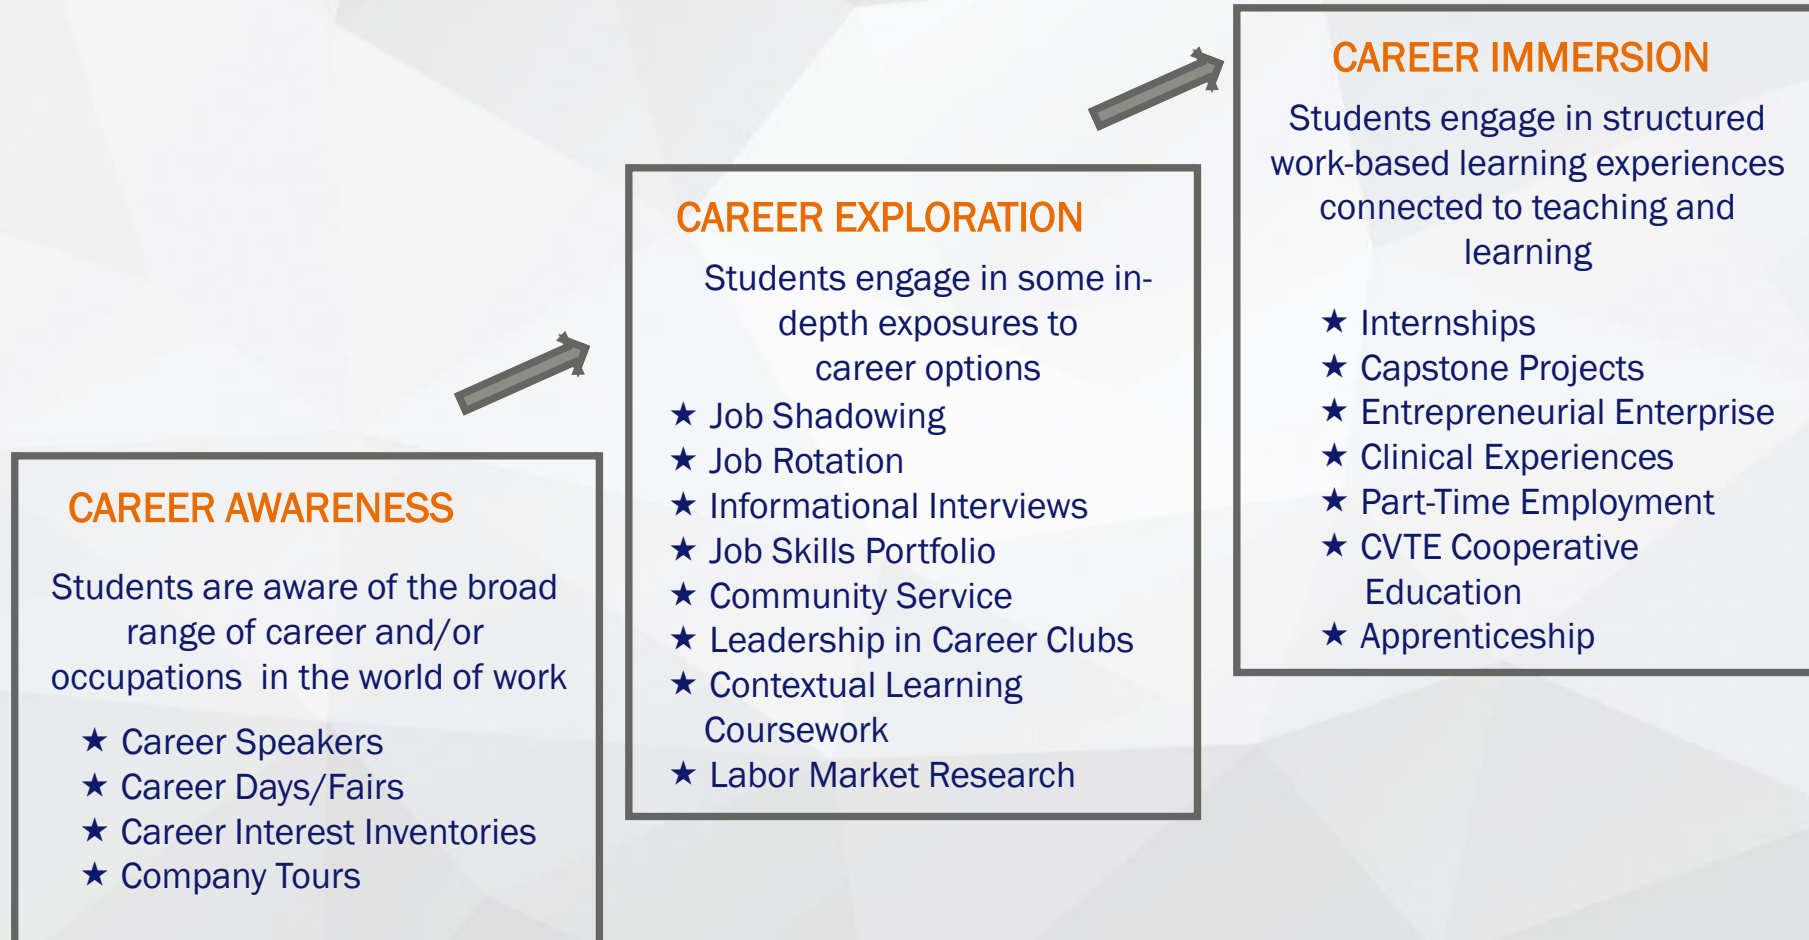 CAREER AWARENESS
Students are aware of the broad
range of career and/or
occupations in the world of work
★ Career Speakers
★ Career Days/Fairs
★ Career Interest Inventories
★ Company Tours
CAREER EXPLORATION
Students engage in some in-
depth exposures to
career options
★ Job Shadowing
★ Job Rotation
★ Informational Interviews
★ Job Skills Portfolio
★ Community Service
★ Leadership in Career Clubs
★ Contextual Learning
Coursework
★ Labor Market Research
CAREER IMMERSION
Students engage in structured
work-based learning experiences
connected to teaching and
learning
★ Internships
★ Capstone Projects
★ Entrepreneurial Enterprise
★ Clinical Experiences
★ Part-Time Employment
★ CVTE Cooperative
Education
★ Apprenticeship